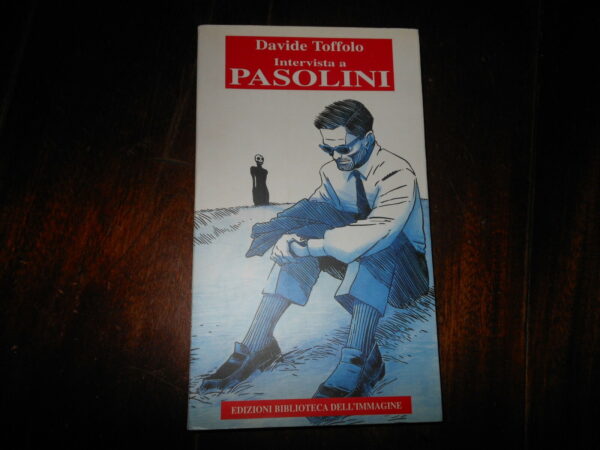 Davide Toffolo
Intervista a
PASOLINI
EDIZIONI BIBLIOTECA DELL'IMMAGINE